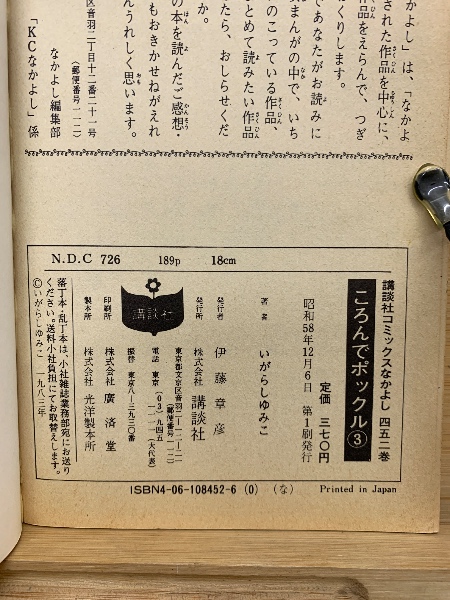 かよし」は、「なかよ
された作品を中心に、
作品をえらんで、つぎ
くりします。
であなたがお読みに
まんがの中で、いち
のこっている作品、
とめて読みたい作品
たら、おしらせくだ
か。
の本を読んだご感想・
もおきかせねがえれ
んうれしく思います。
区音羽二丁目十二番二十一号
（郵便番号一一二）
なかよし編集部
「KCなかよし」係
N.D.C 726 189p 18cm
講談社コミックスなかよし 四五二巻
ころんでポックル③
定価 三七〇円
昭和58年12月6日 第1刷発行
著者 いがらしゆみこ
発行者 伊藤章彦
発行所 株式会社 講談社
東京都文京区音羽二-一二-二一
(郵便番号一一二)
電話 東京(〇三)九四五
一一一一(大代表)
振替 東京八-三九三〇番
講談社
印刷所 株式会社 廣済堂
製本所 株式会社 光洋製本所
落丁本・乱丁本は、小社雑誌業務部宛にお送り
ください。送料小社負担にてお取替えします。
©いがらしゆみこ 一九八三年
ISBN4-06-108452-6 (0) (な) Printed in Japan